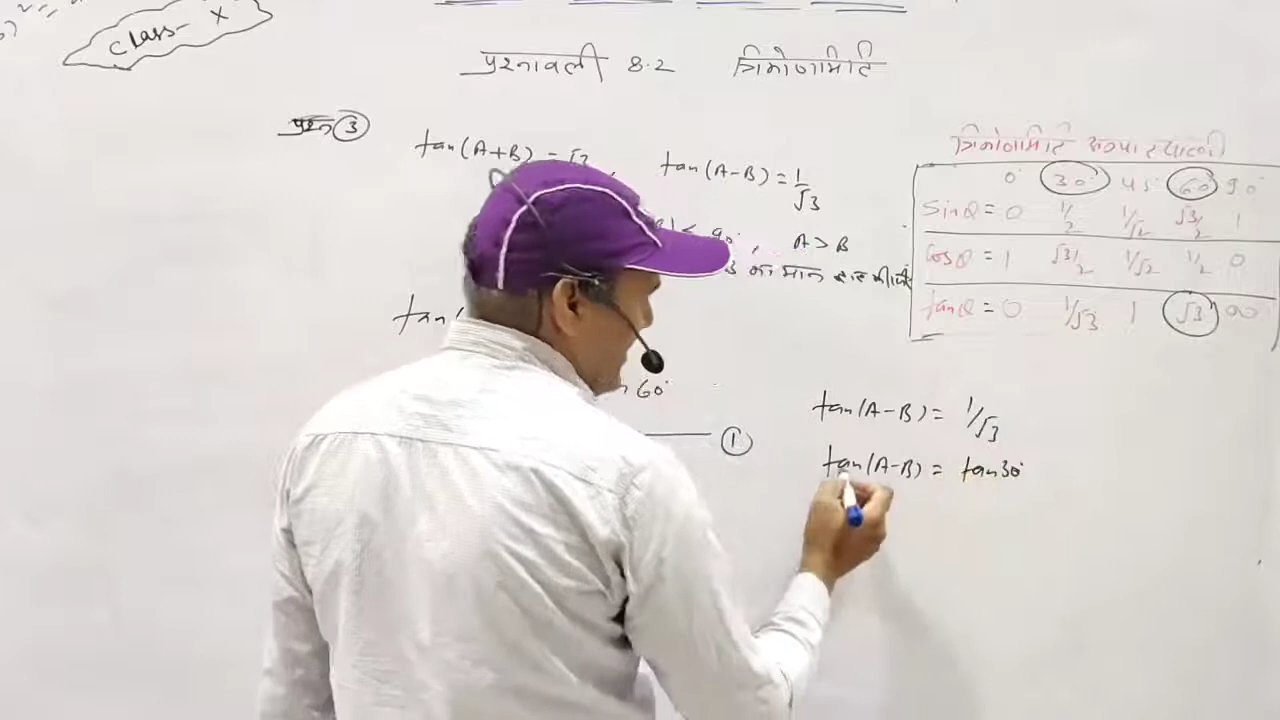 Class- X
प्रश्नावली 8.2 त्रिकोणमिति
प्रश्न ③
tan(A+B) = √3 tan(A-B) = 1/√3
< 90° , A > B
का मान ज्ञात कीजिये
त्रिकोणमिति
0° 30° 45° 60° 90°
sinθ = 0 1/2 1/√2 √3/2 1
cosθ = 1 √3/2 1/√2 1/2 0
tanθ = 0 1/√3 1 √3 ∞
tan(
60°
①
tan(A-B) = 1/√3
tan(A-B) = tan30°